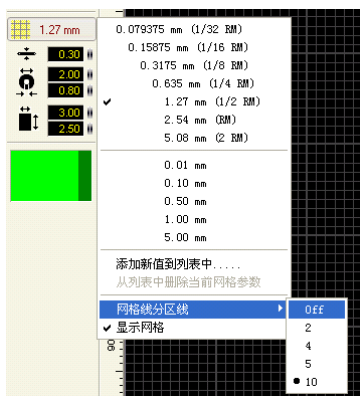 1.27 mm
0.30
2.00
0.80
3.00
2.50
0.079375 mm (1/32 RM)
0.15875 mm (1/16 RM)
0.3175 mm (1/8 RM)
0.635 mm (1/4 RM)
1.27 mm (1/2 RM)
2.54 mm (RM)
5.08 mm (2 RM)
0.01 mm
0.10 mm
0.50 mm
1.00 mm
5.00 mm
添加新值到列表中.....
从列表中删除当前网格参数
网格线分区线
显示网格
Off
2
4
5
10